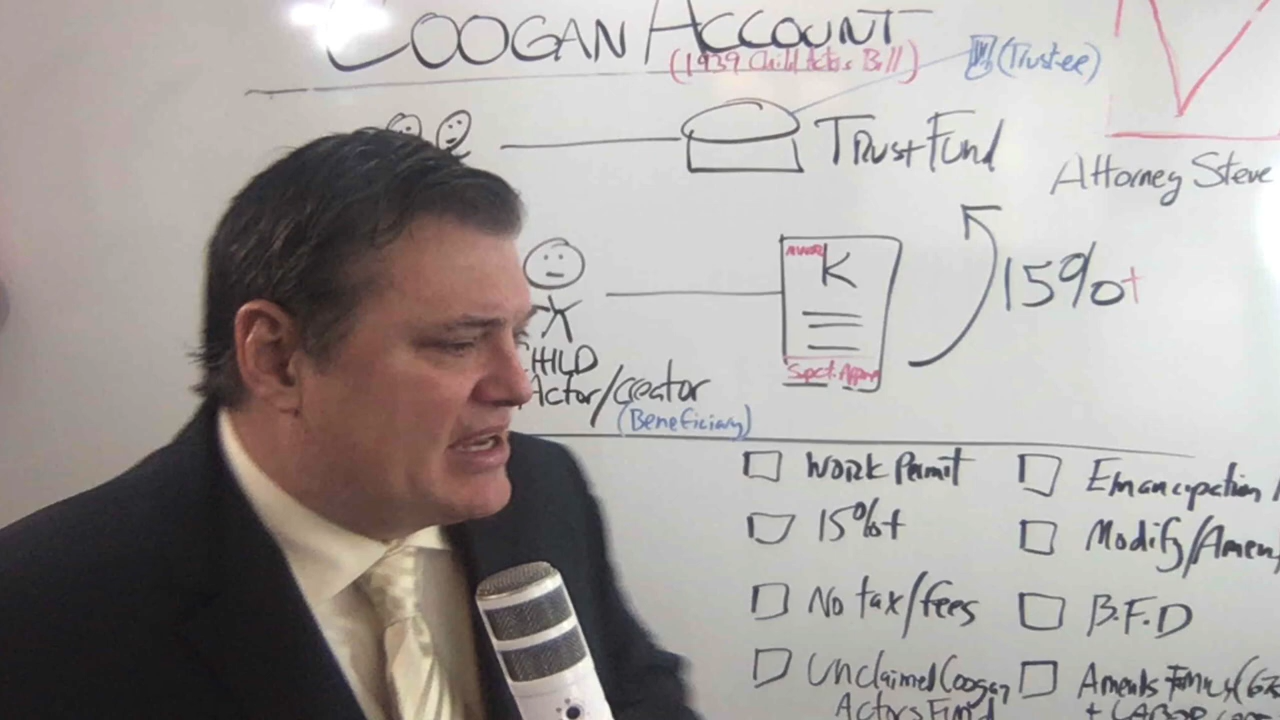 COOGAN ACCOUNT
(1939 Child Actors Bill)
(Trustee)
Trust Fund
Attorney Steve
K
15%+
CHILD
Actor/creator
(Beneficiary)
Work Permit
Emancipation
15%+
Modify/Amen
No tax/fees
B.F.D
Unclaimed Coogan
Actors Fund